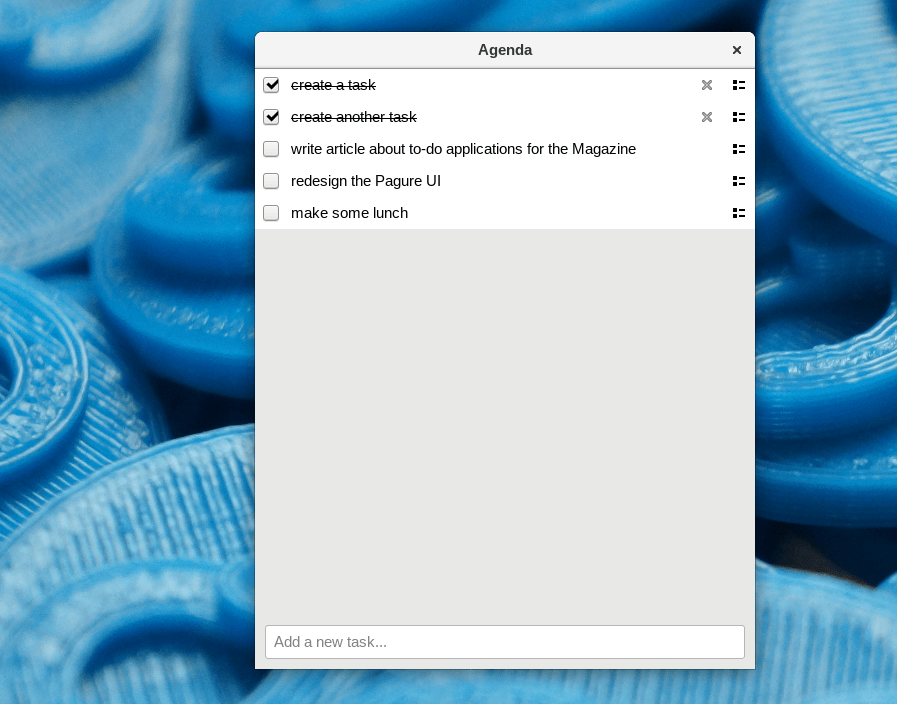 Agenda
create a task
create another task
write article about to-do applications for the Magazine
redesign the Pagure UI
make some lunch
Add a new task...